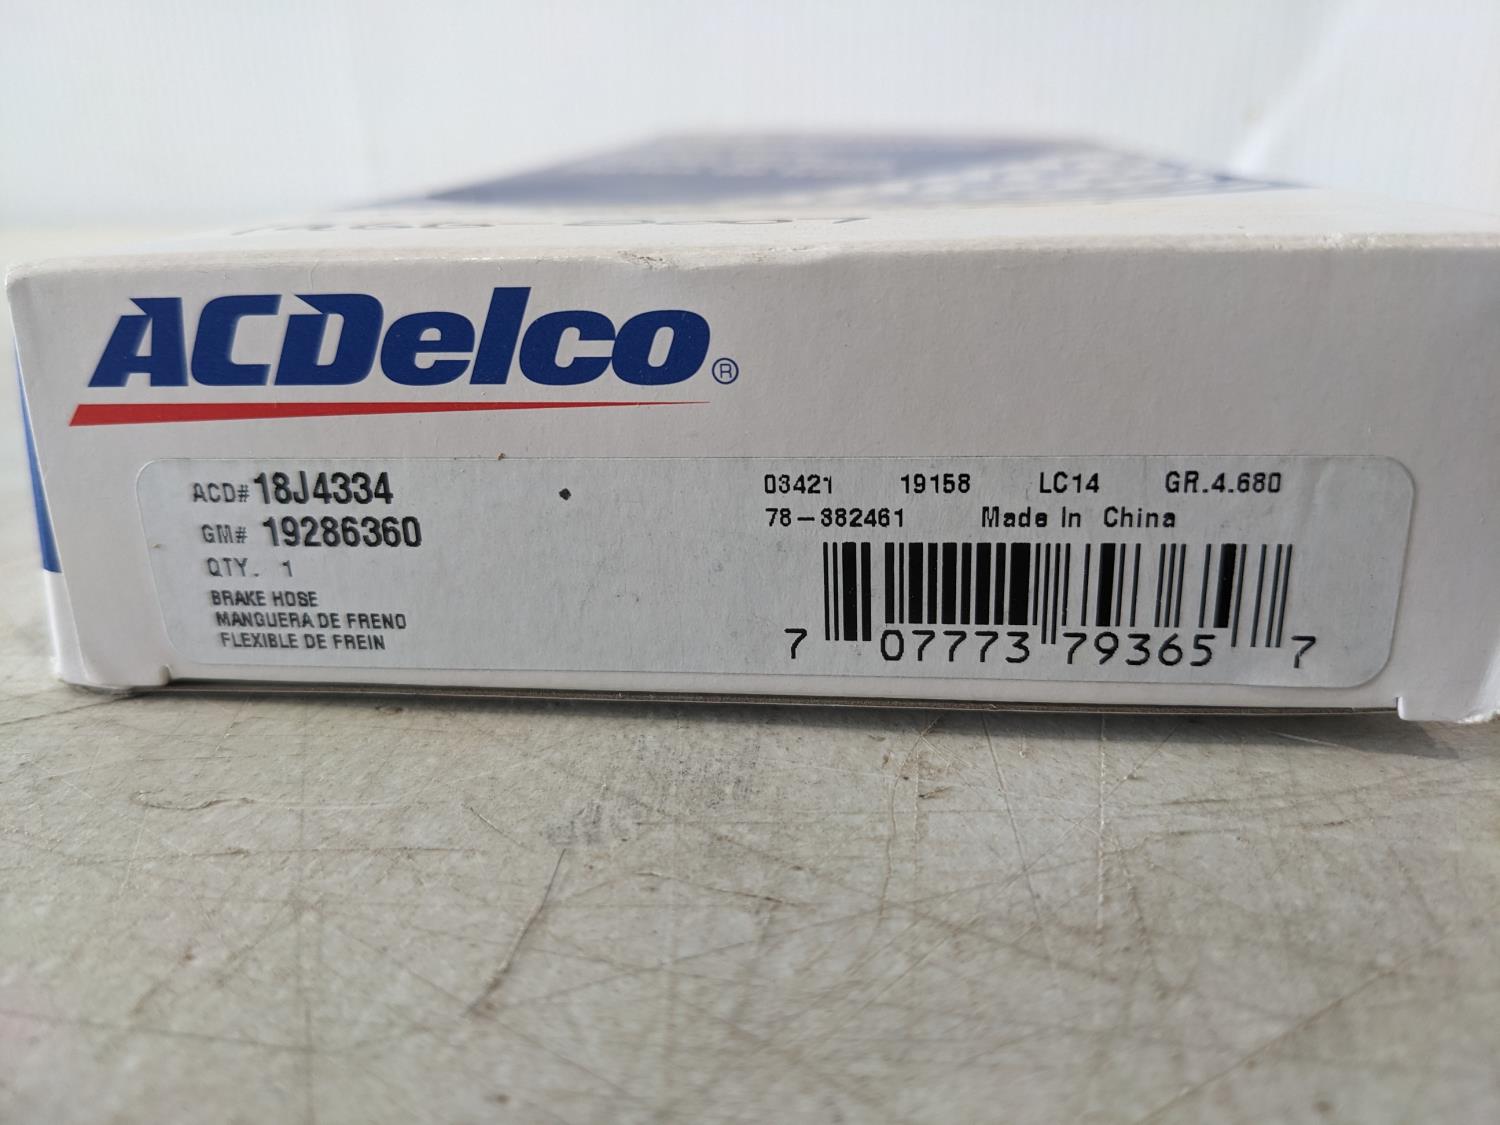 ACDelco®
ACD# 18J4334
GM# 19286360
QTY. 1
BRAKE HOSE
MANGUERA DE FRENO
FLEXIBLE DE FREIN
03421 19158 LC14 GR.4.680
78-382461 Made In China
7 07773 79365 7